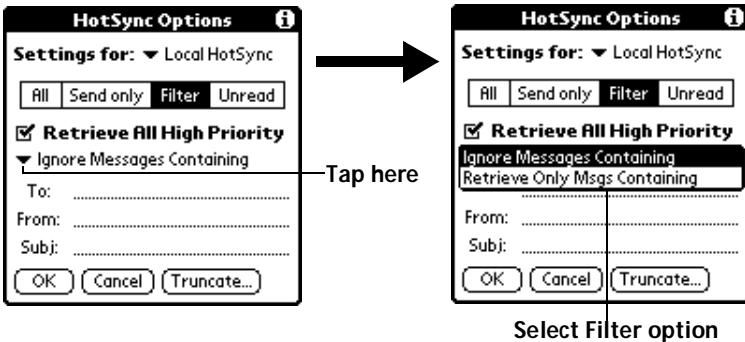 HotSync Options
Settings for: Local HotSync
All Send only Filter Unread
Retrieve All High Priority
Ignore Messages Containing
To:
From:
Subj:
OK Cancel Truncate...
Tap here
HotSync Options
Settings for: Local HotSync
All Send only Filter Unread
Retrieve All High Priority
Ignore Messages Containing
Retrieve Only Msgs Containing
From:
Subj:
OK Cancel Truncate...
Select Filter option